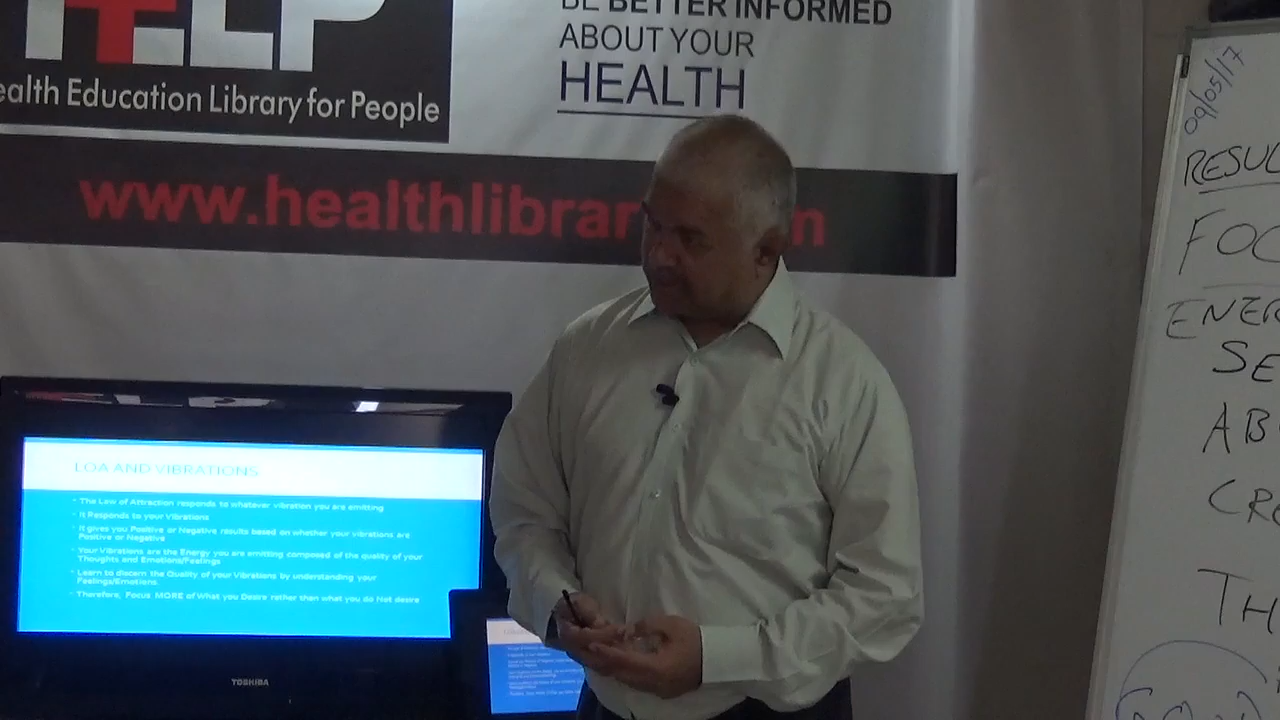 HELP
ealth Education Library for People
BE BETTER INFORMED
ABOUT YOUR
HEALTH
www.healthlibrar m
LOA AND VIBRATIONS
The Law of Attraction responds to whatever vibration you are emitting
It Responds to your Vibrations
It gives you Positive or Negative results based on whether your vibrations are
Positive or Negative
Your Vibrations are the Energy you are emitting composed of the quality of your
Thoughts and Emotions/Feelings
Learn to discern the Quality of your Vibrations by understanding your
Feelings/Emotions
Therefore, Focus MORE of What you Desire rather than what you do Not desire
TOSHIBA
09/05/17
RESUL
FOC
ENER
SE
AB
CRE
TH